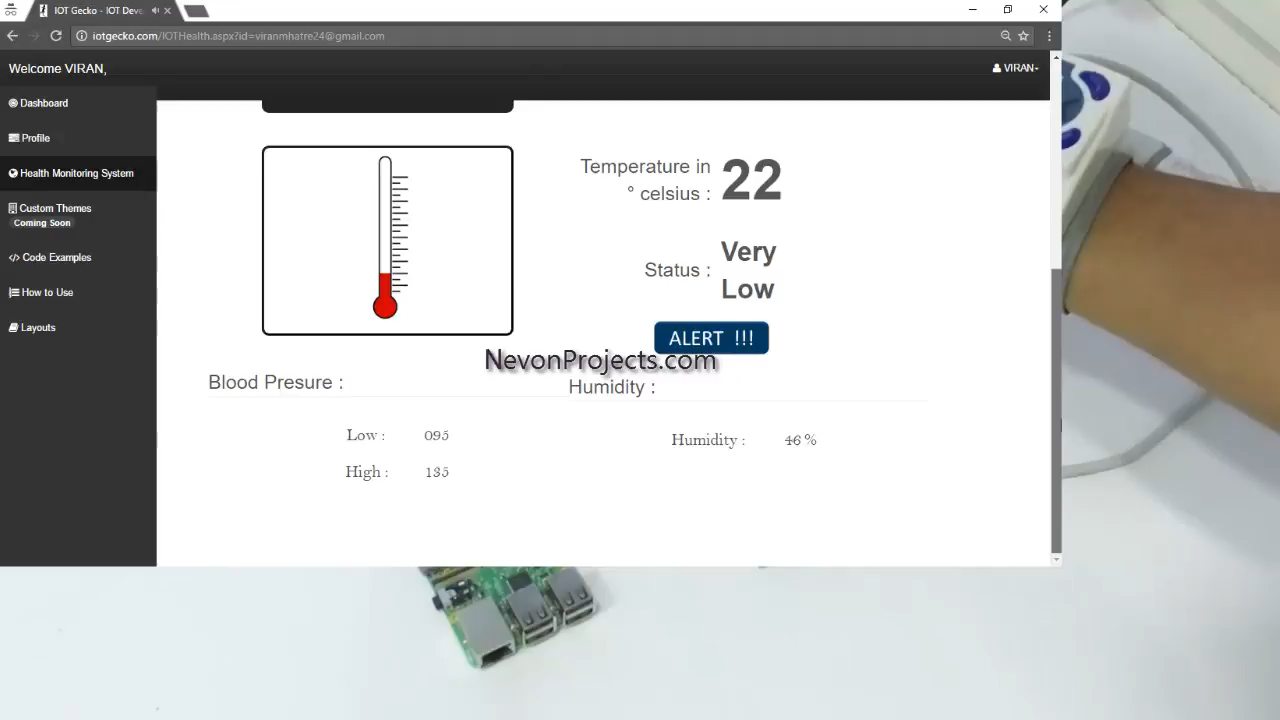 IOT Gecko - IOT Deve
iotgecko.com/IOTHealth.aspx?id=viranmhatre24@gmail.com
Welcome VIRAN,
VIRAN
Dashboard
Profile
Health Monitoring System
Custom Themes
Coming Soon
</> Code Examples
How to Use
Layouts
Temperature in
° celsius :
22
Status :
Very
Low
ALERT !!!
NevonProjects.com
Blood Presure :
Low : 095
High : 135
Humidity :
Humidity : 46 %